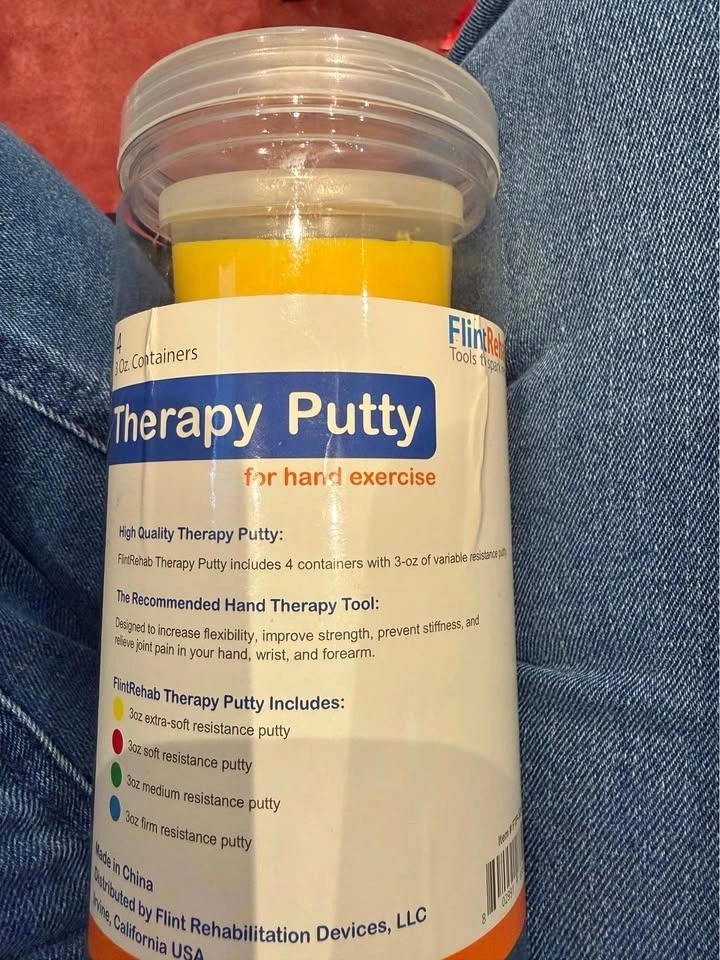 4
3 Oz. Containers
FlintReh
Tools t spark
Therapy Putty
for hand exercise
High Quality Therapy Putty:
FlintRehab Therapy Putty includes 4 containers with 3-oz of variable resistance putty
The Recommended Hand Therapy Tool:
Designed to increase flexibility, improve strength, prevent stiffness, and
relieve joint pain in your hand, wrist, and forearm.
FlintRehab Therapy Putty Includes:
3oz extra-soft resistance putty
3oz soft resistance putty
3oz medium resistance putty
3oz firm resistance putty
Made in China
Distributed by Flint Rehabilitation Devices, LLC
Irvine, California USA
Item
8